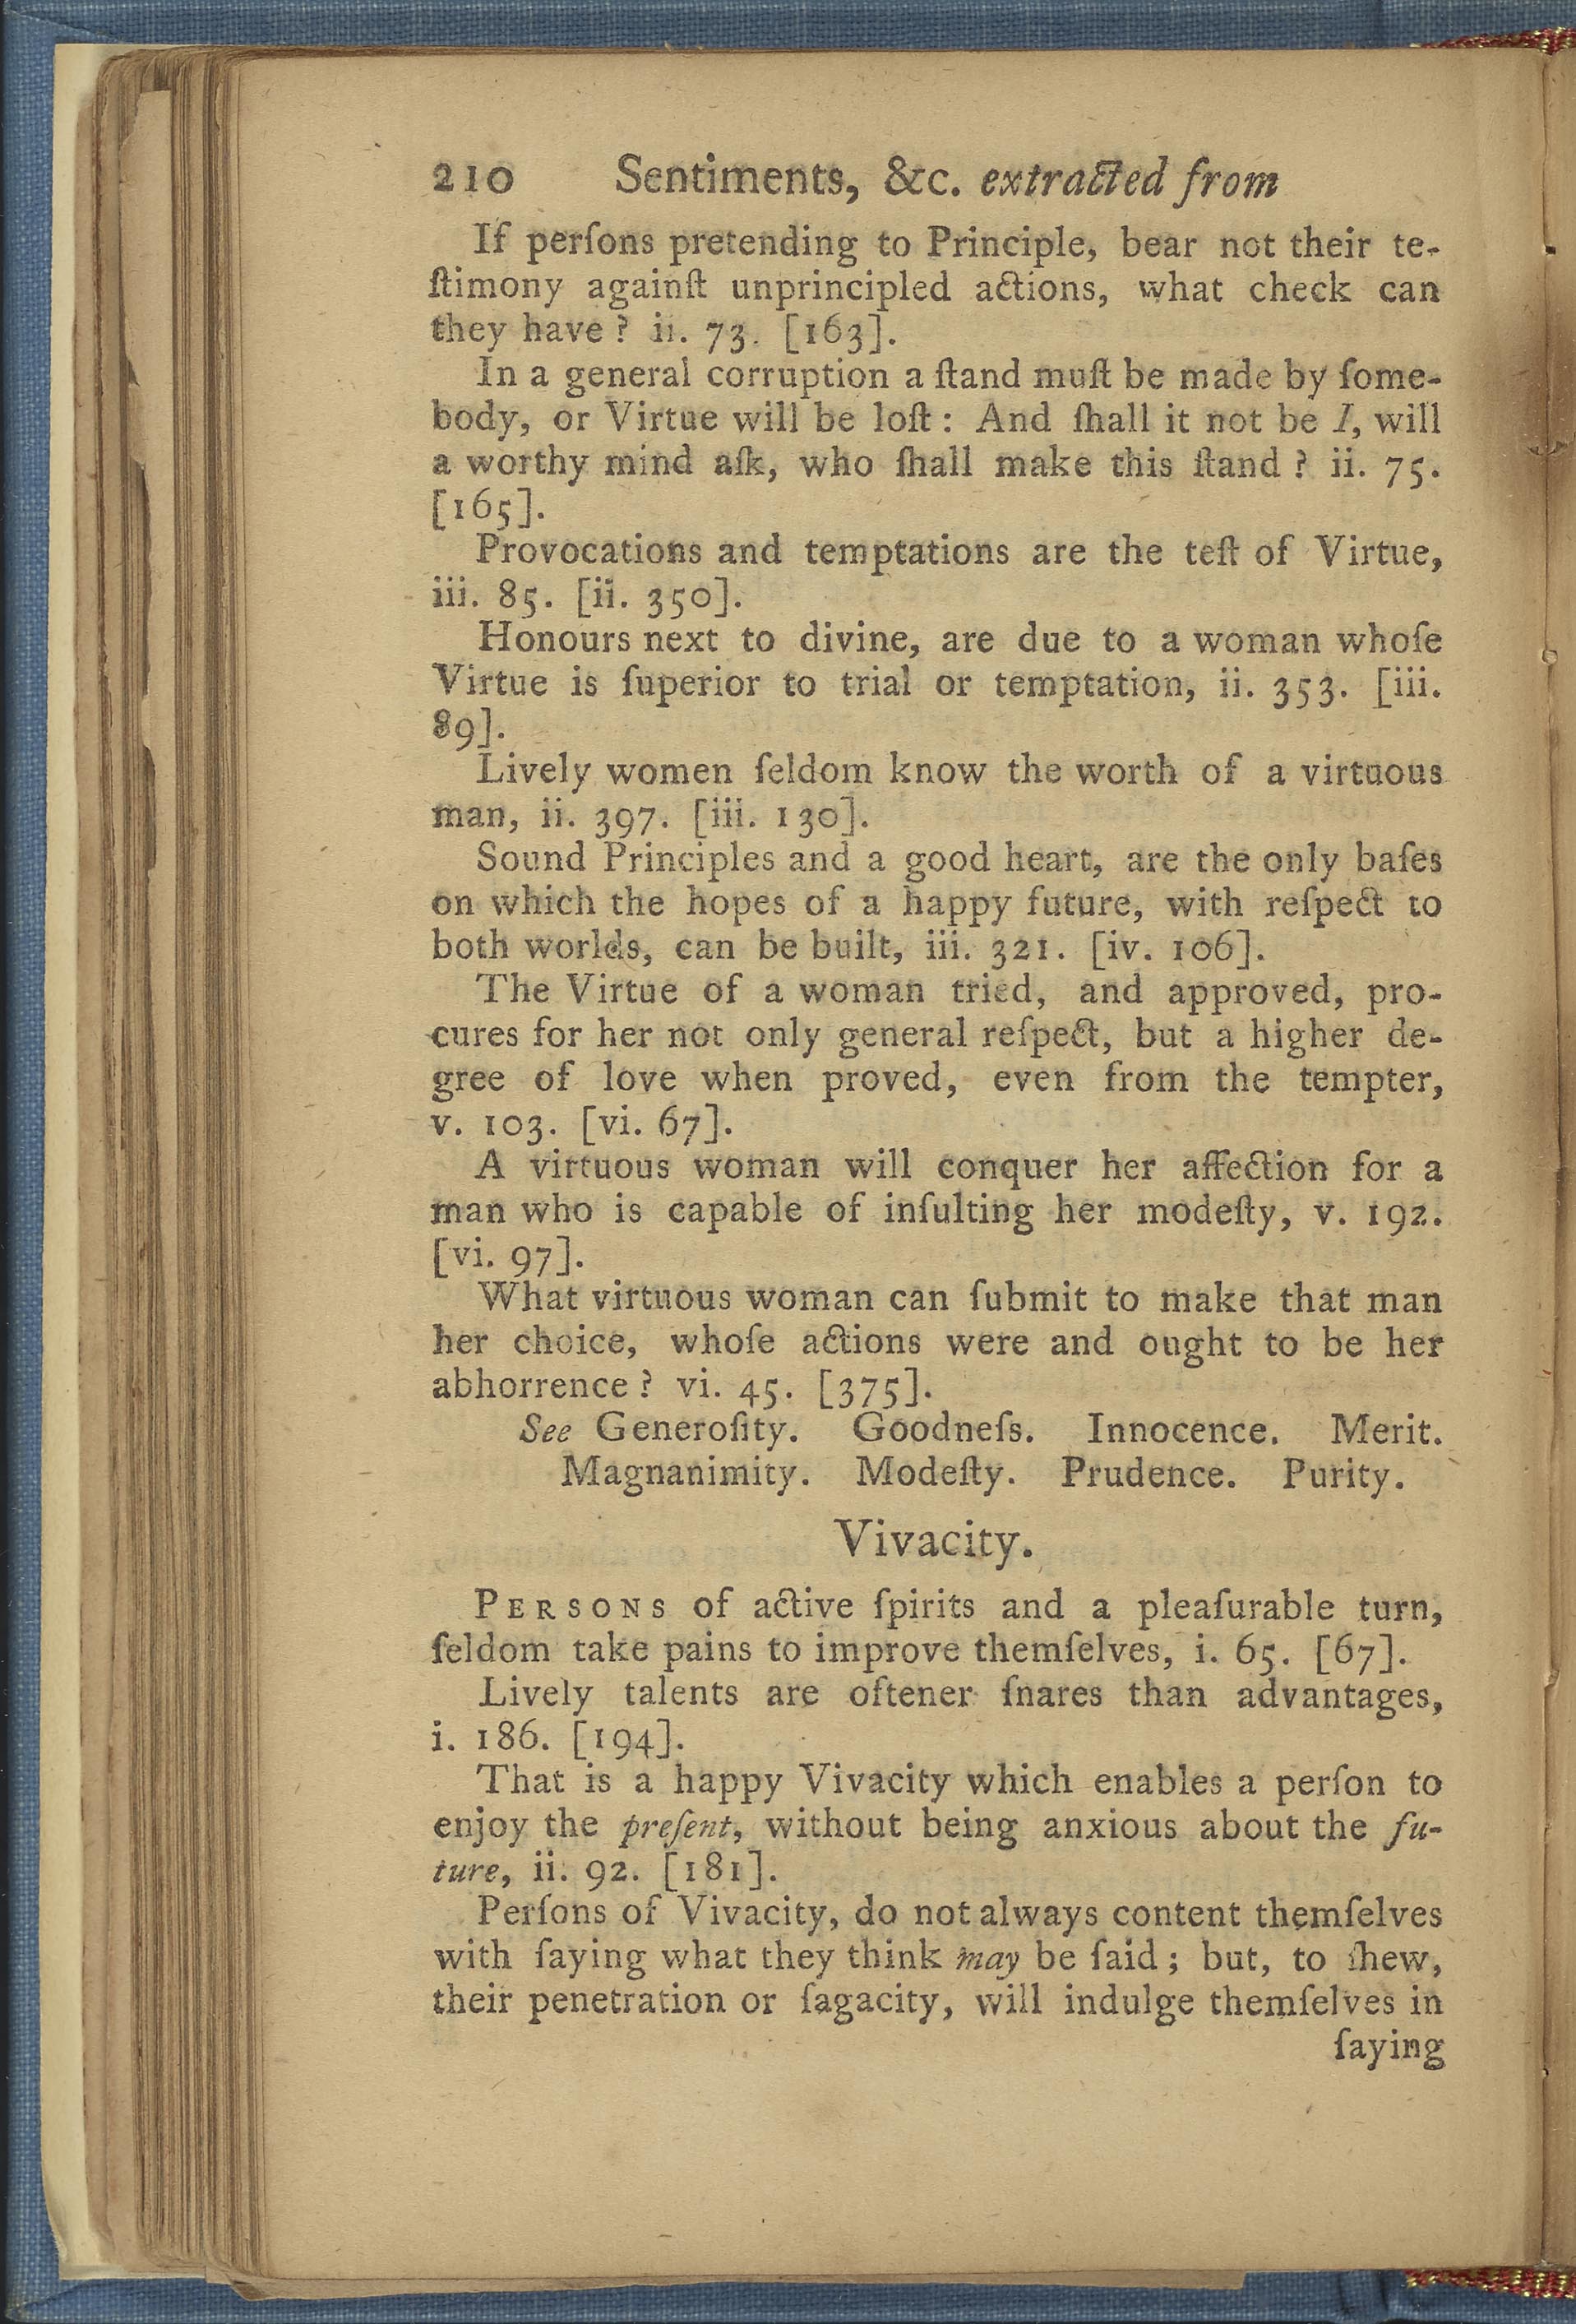 210 Sentiments, &c. extracted from
If perſons pretending to Principle, bear not their te-
ſtimony againſt unprincipled actions, what check can
they have? ii. 73. [163].
In a general corruption a ſtand muſt be made by ſome-
body, or Virtue will be loſt: And ſhall it not be I, will
a worthy mind aſk, who ſhall make this ſtand? ii. 75.
[165].
Provocations and temptations are the teſt of Virtue,
iii. 85. [ii. 350].
Honours next to divine, are due to a woman whoſe
Virtue is ſuperior to trial or temptation, ii. 353. [iii.
89].
Lively women ſeldom know the worth of a virtuous
man, ii. 397. [iii. 130].
Sound Principles and a good heart, are the only baſes
on which the hopes of a happy future, with reſpect to
both worlds, can be built, iii. 321. [iv. 106].
The Virtue of a woman tried, and approved, pro-
cures for her not only general reſpect, but a higher de-
gree of love when proved, even from the tempter,
v. 103. [vi. 67].
A virtuous woman will conquer her affection for a
man who is capable of inſulting her modeſty, v. 192.
[vi. 97].
What virtuous woman can ſubmit to make that man
her choice, whoſe actions were and ought to be her
abhorrence? vi. 45. [375].
See Generoſity. Goodneſs. Innocence. Merit.
Magnanimity. Modeſty. Prudence. Purity.
Vivacity.
PERSONS of active ſpirits and a pleaſurable turn,
ſeldom take pains to improve themſelves, i. 65. [67].
Lively talents are oftener ſnares than advantages,
i. 186. [194].
That is a happy Vivacity which enables a perſon to
enjoy the preſent, without being anxious about the fu-
ture, ii. 92. [181].
Perſons of Vivacity, do not always content themſelves
with ſaying what they think may be ſaid; but, to ſhew,
their penetration or ſagacity, will indulge themſelves in
ſaying